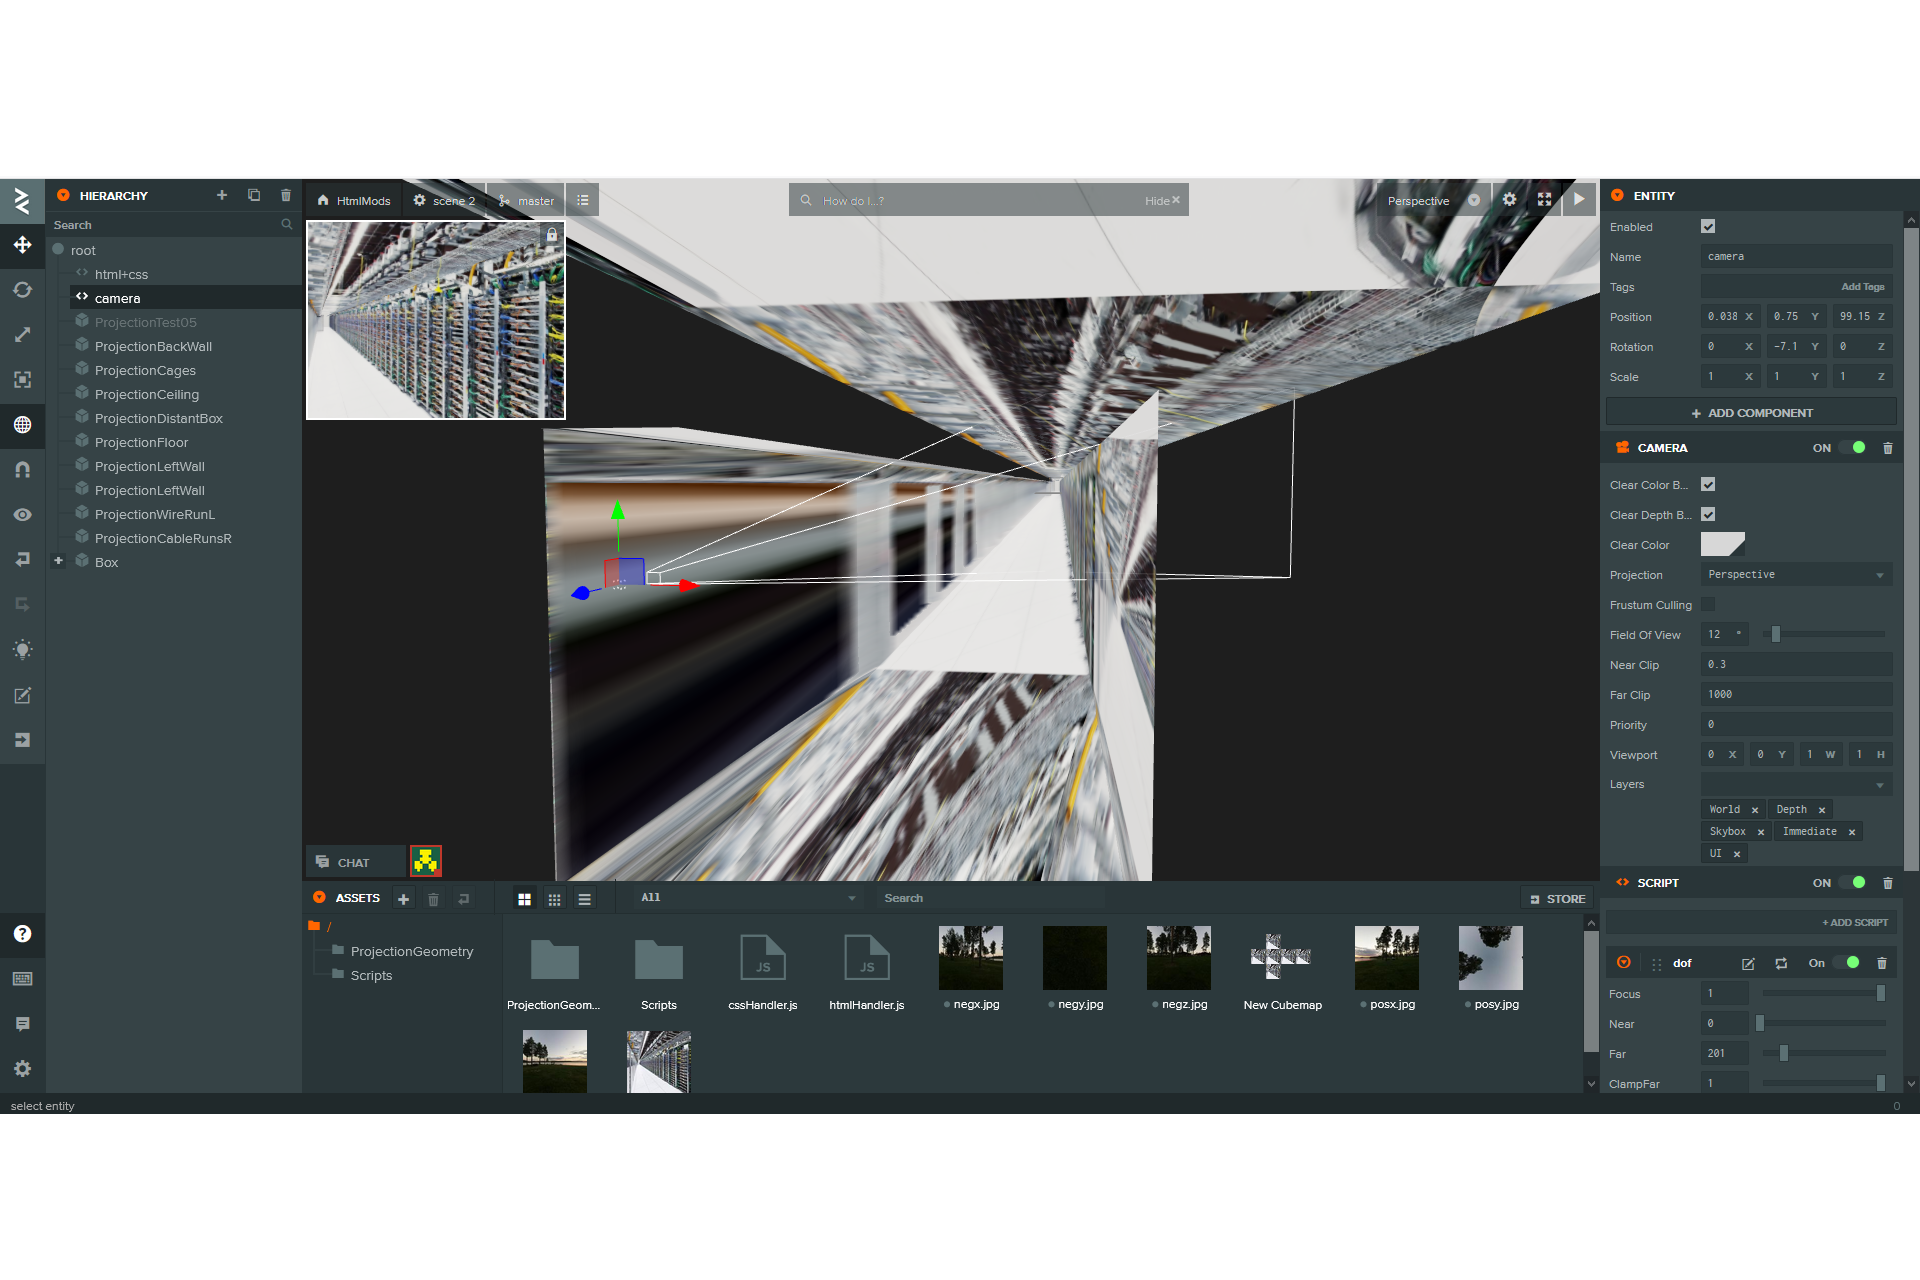 HIERARCHY
Search
root
html+css
camera
ProjectionTest05
ProjectionBackWall
ProjectionCages
ProjectionCeiling
ProjectionDistantBox
ProjectionFloor
ProjectionLeftWall
ProjectionLeftWall
ProjectionWireRunL
ProjectionCableRunsR
Box
HtmlMods
scene 2
master
How do I...?
Hide
Perspective
CHAT
ASSETS
All
Search
STORE
/
ProjectionGeometry
Scripts
ProjectionGeom...
Scripts
JS
cssHandler.js
JS
htmlHandler.js
negx.jpg
negy.jpg
negz.jpg
New Cubemap
posx.jpg
posy.jpg
ENTITY
Enabled
Name camera
Tags Add Tags
Position 0.038 X 0.75 Y 99.15 Z
Rotation 0 X -7.1 Y 0 Z
Scale 1 X 1 Y 1 Z
ADD COMPONENT
CAMERA ON
Clear Color B...
Clear Depth B...
Clear Color
Projection Perspective
Frustum Culling
Field Of View 12 °
Near Clip 0.3
Far Clip 1000
Priority 0
Viewport 0 X 0 Y 1 W 1 H
Layers
World Depth
Skybox Immediate
UI
SCRIPT ON
+ ADD SCRIPT
dof On
Focus 1
Near 0
Far 201
ClampFar 1
select entity
0